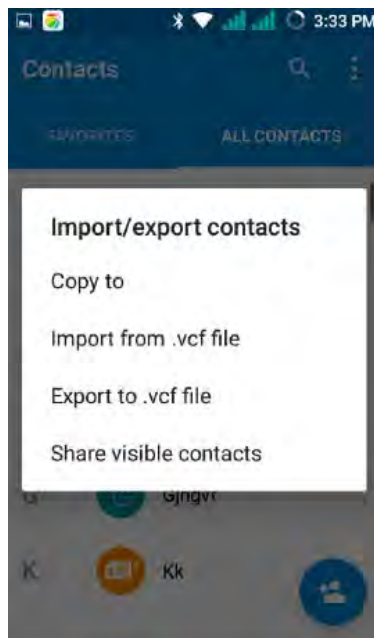 3:33 PM
Contacts
FAVORITES
ALL CONTACTS
Import/export contacts
Copy to
Import from .vcf file
Export to .vcf file
Share visible contacts
G
Gjngvr
K
Kk